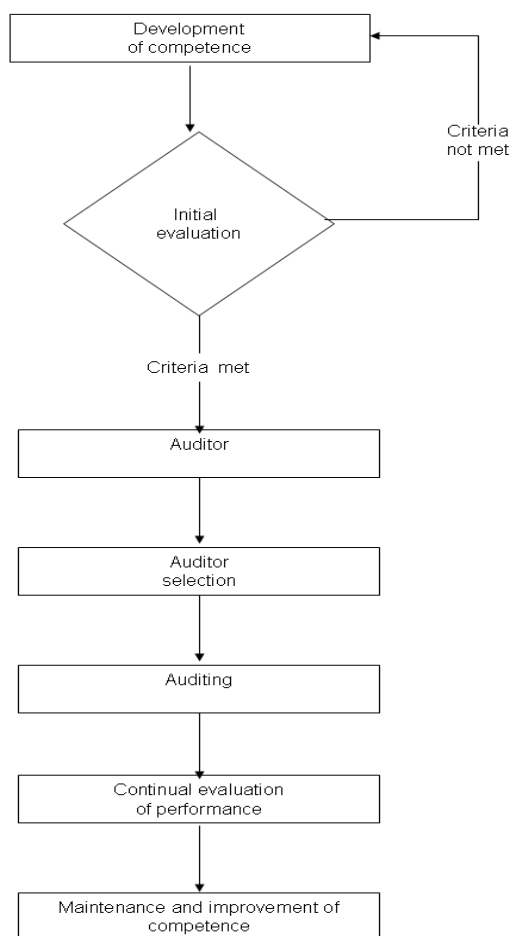 Development
of competence
Criteria
not met
Initial
evaluation
Criteria met
Auditor
Auditor
selection
Auditing
Continual evaluation
of performance
Maintenance and improvement of
competence